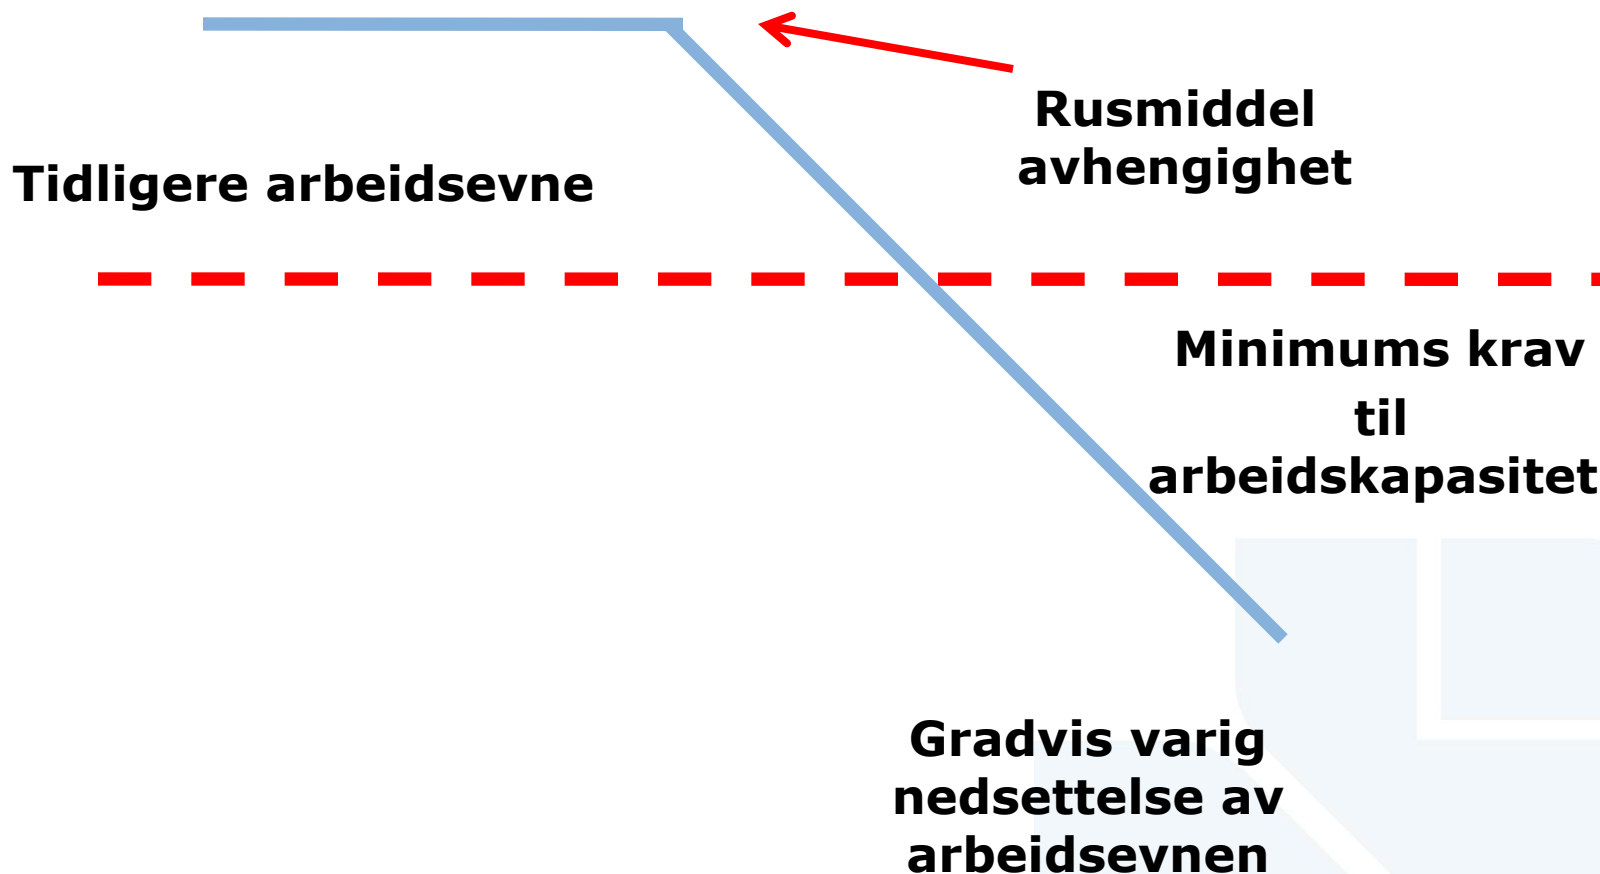 Rusmiddel
avhengighet
Tidligere arbeidsevne
Minimums krav
til
arbeidskapasitet
Gradvis varig
nedsettelse av
arbeidsevnen